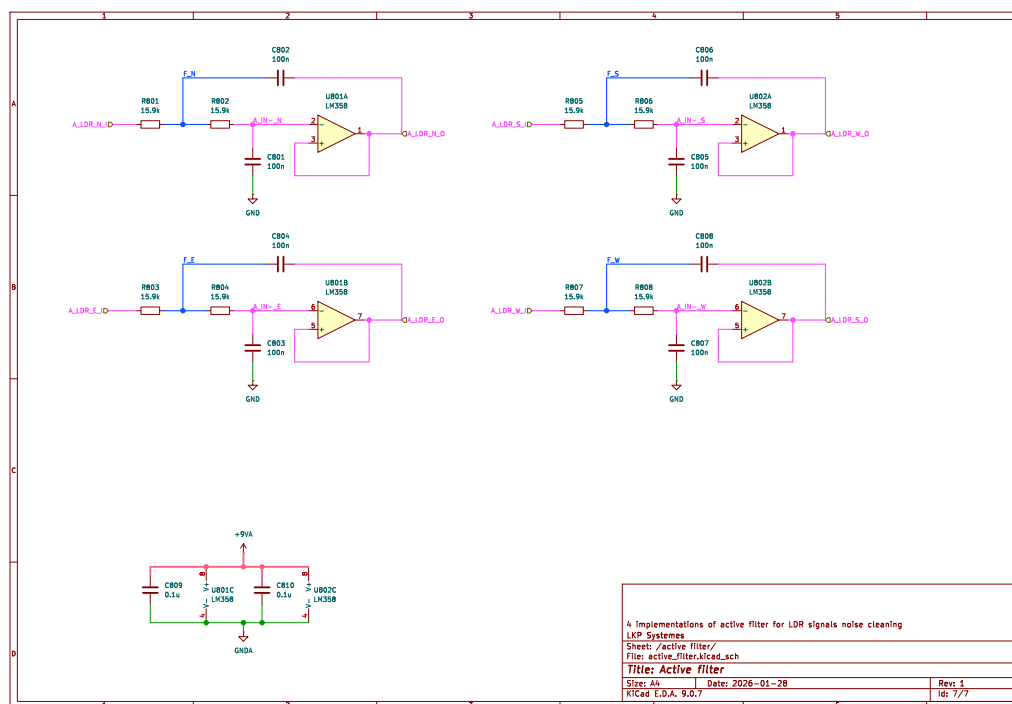 1 2 3 4 5
A
B
C
D
C802
100n
F_N
R801
15.9k
R802
15.9k
U801A
LM358
A_LDR_N_I
A_IN-_N
2
3
1
A_LDR_N_O
C801
100n
GND
C806
100n
F_S
R805
15.9k
R806
15.9k
U802A
LM358
A_LDR_S_I
A_IN-_S
2
3
1
A_LDR_W_O
C805
100n
GND
C804
100n
F_E
R803
15.9k
R804
15.9k
U801B
LM358
A_LDR_E_I
A_IN-_E
6
5
7
A_LDR_E_O
C803
100n
GND
C808
100n
F_W
R807
15.9k
R808
15.9k
U802B
LM358
A_LDR_W_I
A_IN-_W
6
5
7
A_LDR_S_O
C807
100n
GND
+9VA
C809
0.1u
8
V+
U801C
LM358
V-
4
C810
0.1u
8
V+
U802C
LM358
V-
4
GNDA
4 implementations of active filter for LDR signals noise cleaning
LKP Systemes
Sheet: /active filter/
File: active_filter.kicad_sch
Title: Active filter
Size: A4 Date: 2026-01-28 Rev: 1
KiCad E.D.A. 9.0.7 Id: 7/7